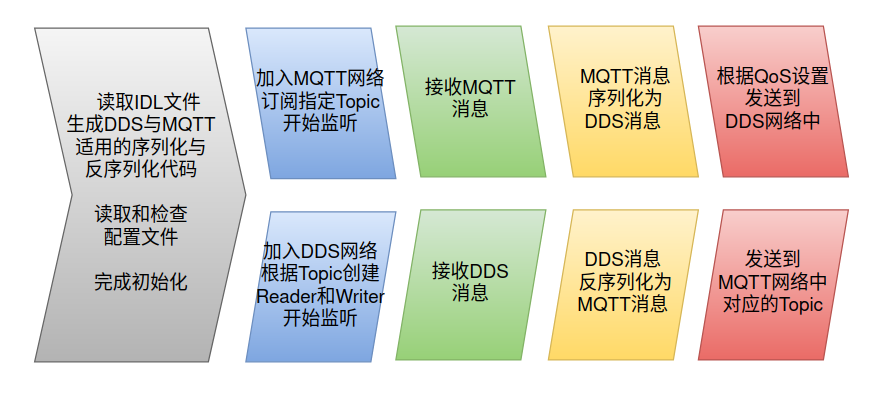 读取IDL文件
生成DDS与MQTT
适用的序列化与
反序列化代码
读取和检查
配置文件
完成初始化
加入MQTT网络
订阅指定Topic
开始监听
接收MQTT
消息
MQTT消息
序列化为
DDS消息
根据QoS设置
发送到
DDS网络中
加入DDS网络
根据Topic创建
Reader和Writer
开始监听
接收DDS
消息
DDS消息
反序列化为
MQTT消息
发送到
MQTT网络中
对应的Topic